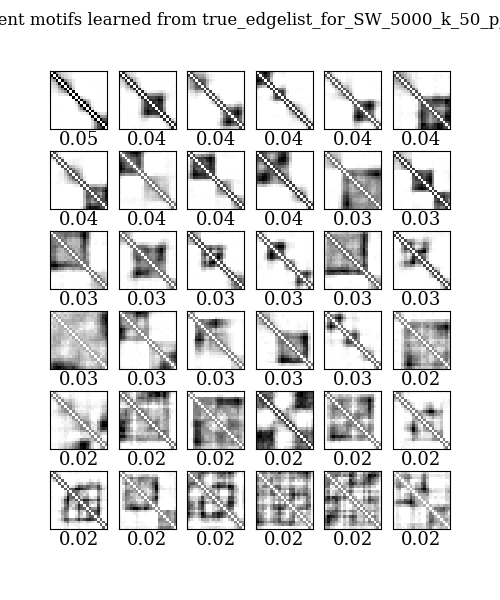 ent motifs learned from true_edgelist_for_SW_5000_k_50_p_
0.05 0.04 0.04 0.04 0.04 0.04
0.04 0.04 0.04 0.04 0.03 0.03
0.03 0.03 0.03 0.03 0.03 0.03
0.03 0.03 0.03 0.03 0.03 0.02
0.02 0.02 0.02 0.02 0.02 0.02
0.02 0.02 0.02 0.02 0.02 0.02